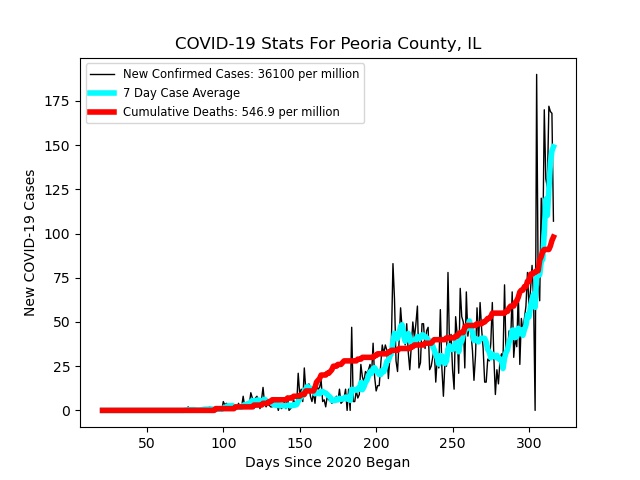 COVID-19 Stats For Peoria County, IL
New Confirmed Cases: 36100 per million
7 Day Case Average
Cumulative Deaths: 546.9 per million
New COVID-19 Cases
175
150
125
100
75
50
25
0
50 100 150 200 250 300
Days Since 2020 Began